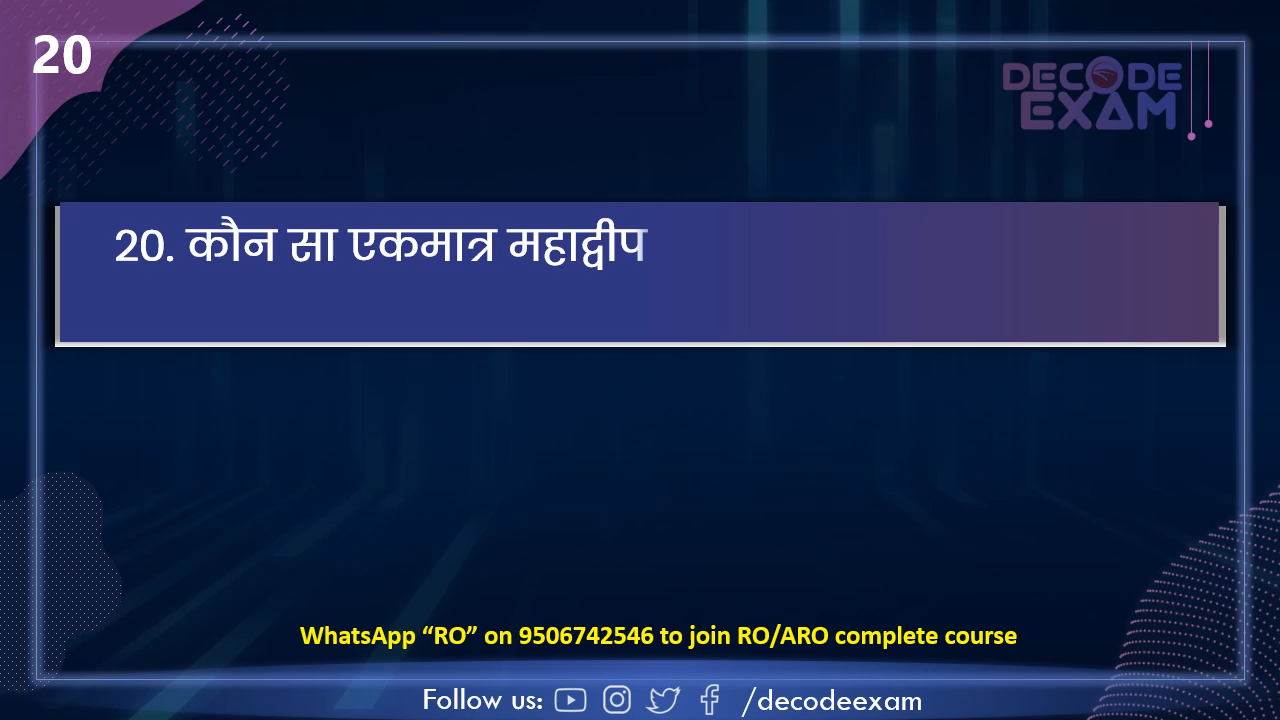 20
DECODE
EXAM
20. कौन सा एकमात्र महाद्वीप
WhatsApp “RO” on 9506742546 to join RO/ARO complete course
Follow us: /decodeexam